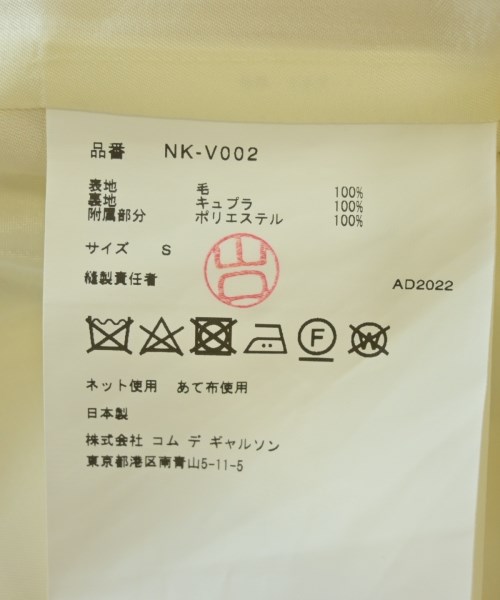 品番 NK-V002
表地 毛 100%
裏地 キュプラ 100%
附属部分 ポリエステル 100%
サイズ S
縫製責任者 AD2022
F W
ネット使用 あて布使用
日本製
株式会社 コム デ ギャルソン
東京都港区南青山5-11-5